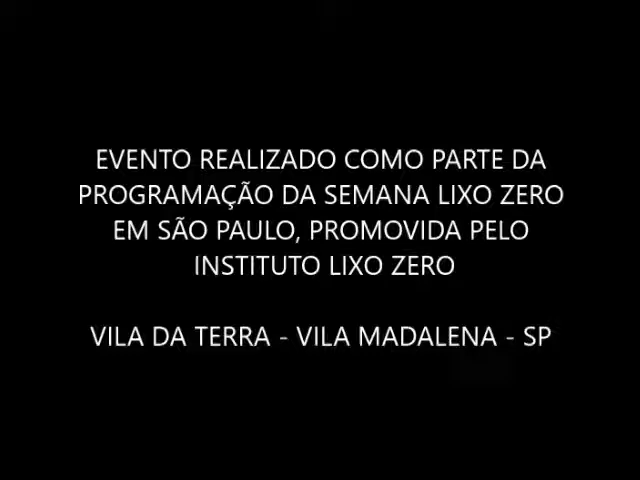 EVENTO REALIZADO COMO PARTE DA
PROGRAMAÇÃO DA SEMANA LIXO ZERO
EM SÃO PAULO, PROMOVIDA PELO
INSTITUTO LIXO ZERO
VILA DA TERRA - VILA MADALENA - SP